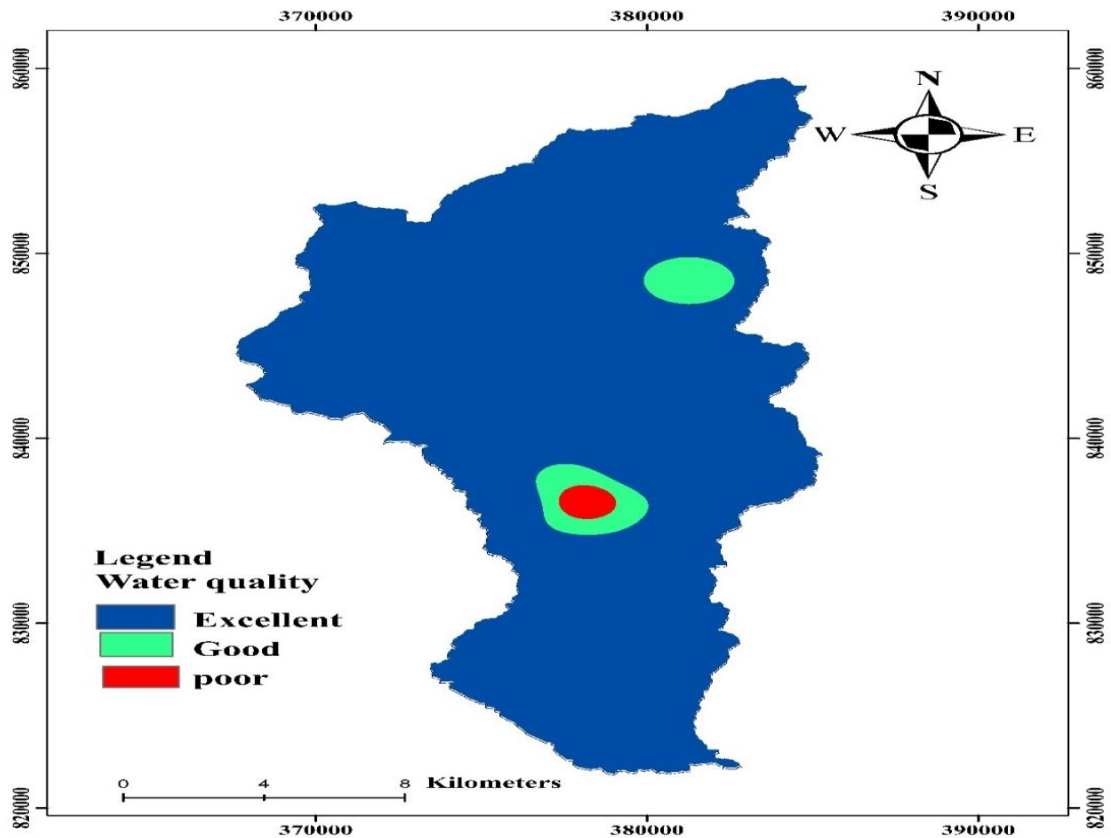 370000 380000 390000
860000 860000
N
W E
S
850000 850000
840000 840000
Legend
Water quality
Excellent
Good
poor
830000 830000
0 4 8 Kilometers
820000 820000
370000 380000 390000